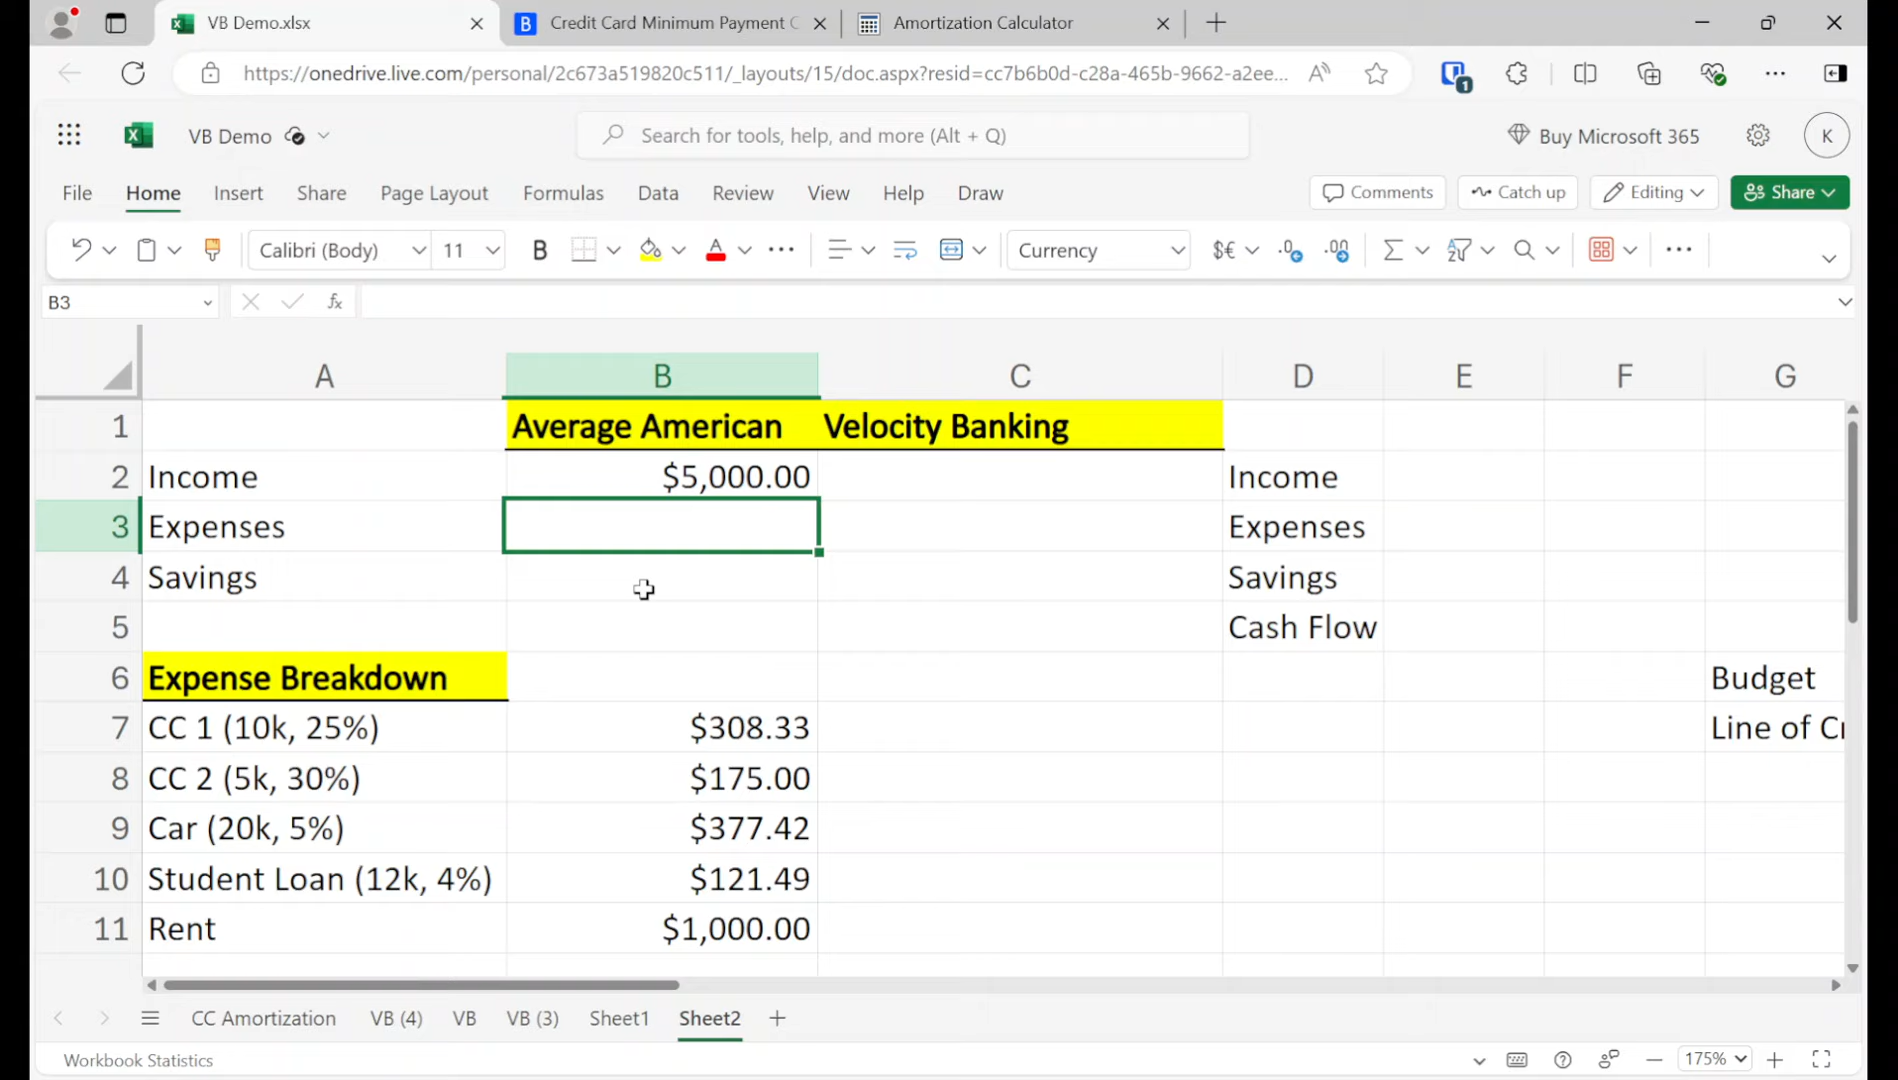 VB Demo.xlsx
Credit Card Minimum Payment C
Amortization Calculator
https://onedrive.live.com/personal/2c673a519820c511/_layouts/15/doc.aspx?resid=cc7b6b0d-c28a-465b-9662-a2ee...
VB Demo
Search for tools, help, and more (Alt + Q)
Buy Microsoft 365
K
File Home Insert Share Page Layout Formulas Data Review View Help Draw
Comments Catch up Editing Share
Calibri (Body) 11 B A Currency $€
B3 fx
A B C D E F G
1 Average American Velocity Banking
2 Income $5,000.00 Income
3 Expenses Expenses
4 Savings Savings
5 Cash Flow
6 Expense Breakdown Budget
7 CC 1 (10k, 25%) $308.33 Line of Cr
8 CC 2 (5k, 30%) $175.00
9 Car (20k, 5%) $377.42
10 Student Loan (12k, 4%) $121.49
11 Rent $1,000.00
CC Amortization VB (4) VB VB (3) Sheet1 Sheet2
Workbook Statistics 175%